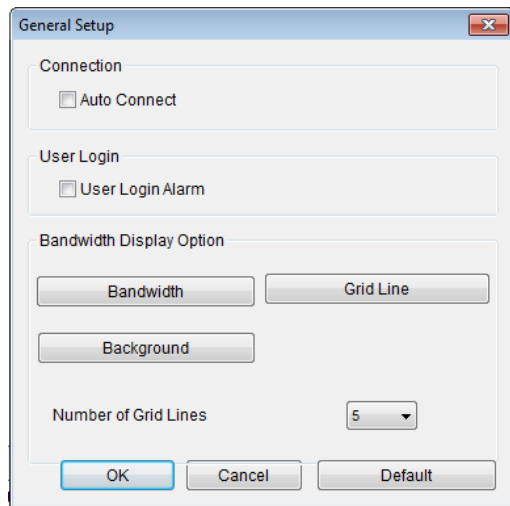 General Setup
Connection
Auto Connect
User Login
User Login Alarm
Bandwidth Display Option
Bandwidth Grid Line
Background
Number of Grid Lines 5
OK Cancel Default